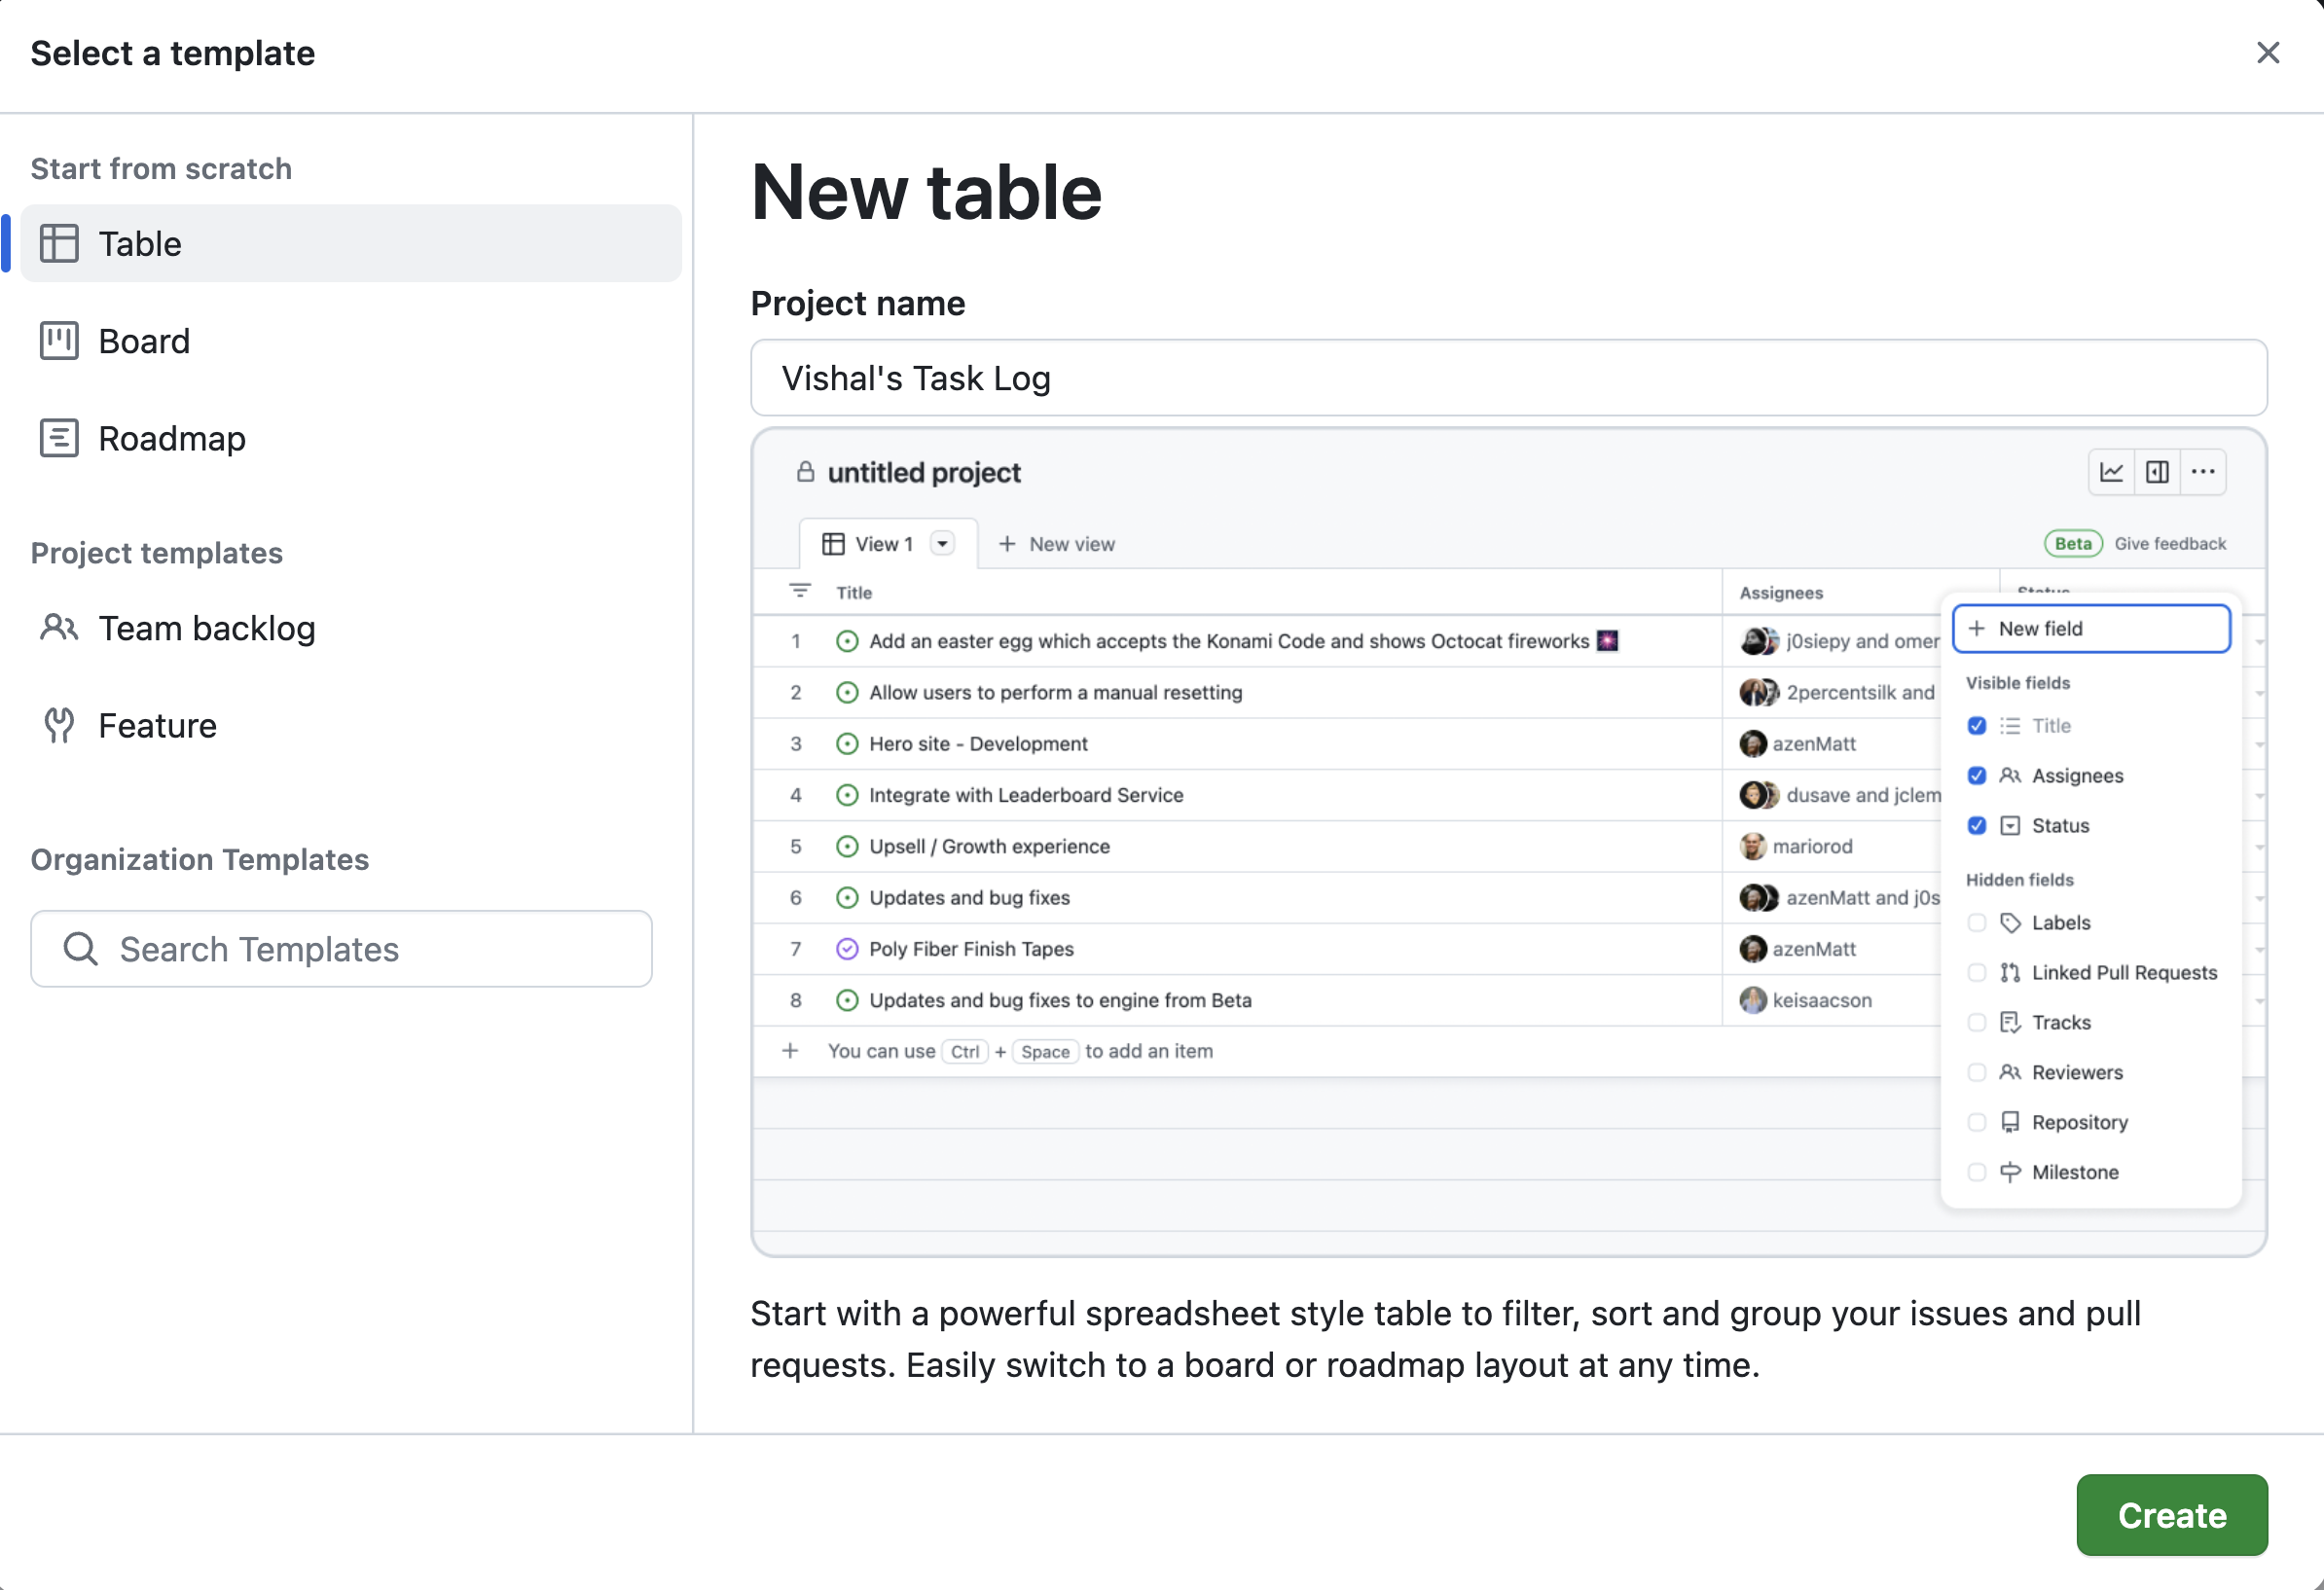 Select a template
Start from scratch
Table
Board
Roadmap
Project templates
Team backlog
Feature
Organization Templates
Search Templates
New table
Project name
Vishal's Task Log
untitled project
View 1
New view
Beta Give feedback
Title Assignees
1 Add an easter egg which accepts the Konami Code and shows Octocat fireworks j0siepy and omer
2 Allow users to perform a manual resetting 2percentsilk and
3 Hero site - Development azenMatt
4 Integrate with Leaderboard Service dusave and jclem
5 Upsell / Growth experience mariorod
6 Updates and bug fixes azenMatt and j0s
7 Poly Fiber Finish Tapes azenMatt
8 Updates and bug fixes to engine from Beta keisaacson
+ You can use Ctrl + Space to add an item
+ New field
Visible fields
Title
Assignees
Status
Hidden fields
Labels
Linked Pull Requests
Tracks
Reviewers
Repository
Milestone
Start with a powerful spreadsheet style table to filter, sort and group your issues and pull
requests. Easily switch to a board or roadmap layout at any time.
Create